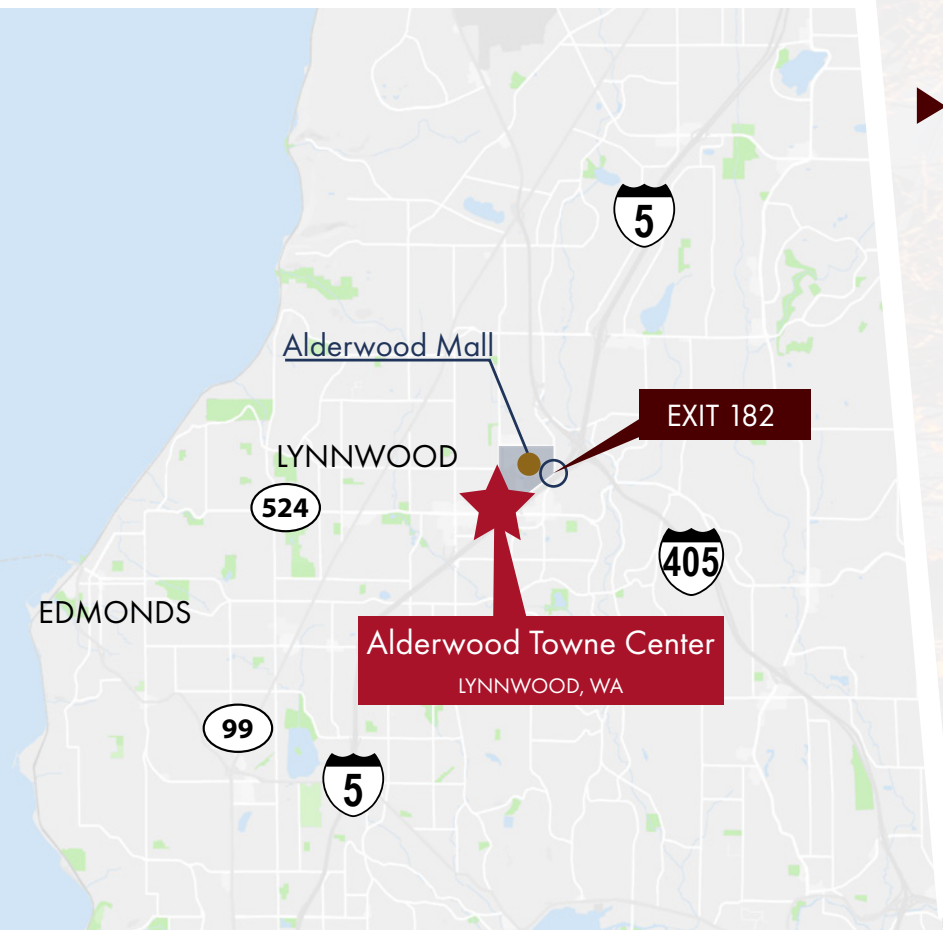 5
Alderwood Mall
EXIT 182
LYNNWOOD
524
405
EDMONDS
Alderwood Towne Center
LYNNWOOD, WA
99
5